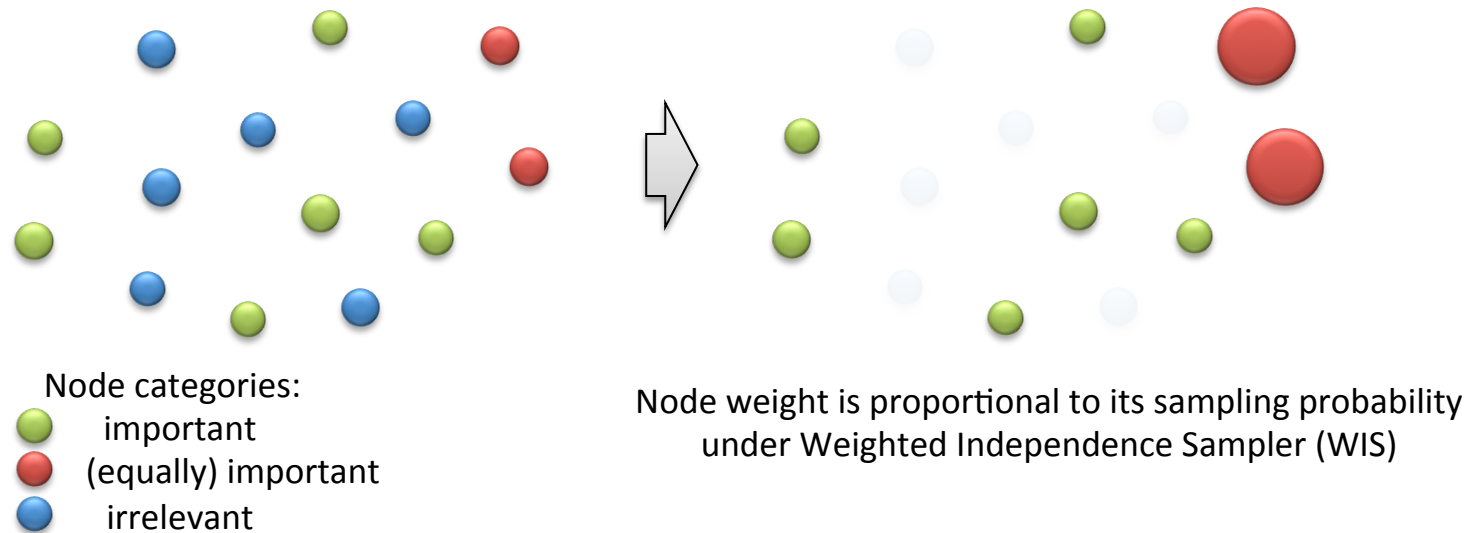 Node categories:
important
(equally) important
irrelevant
Node weight is proportional to its sampling probability
under Weighted Independence Sampler (WIS)